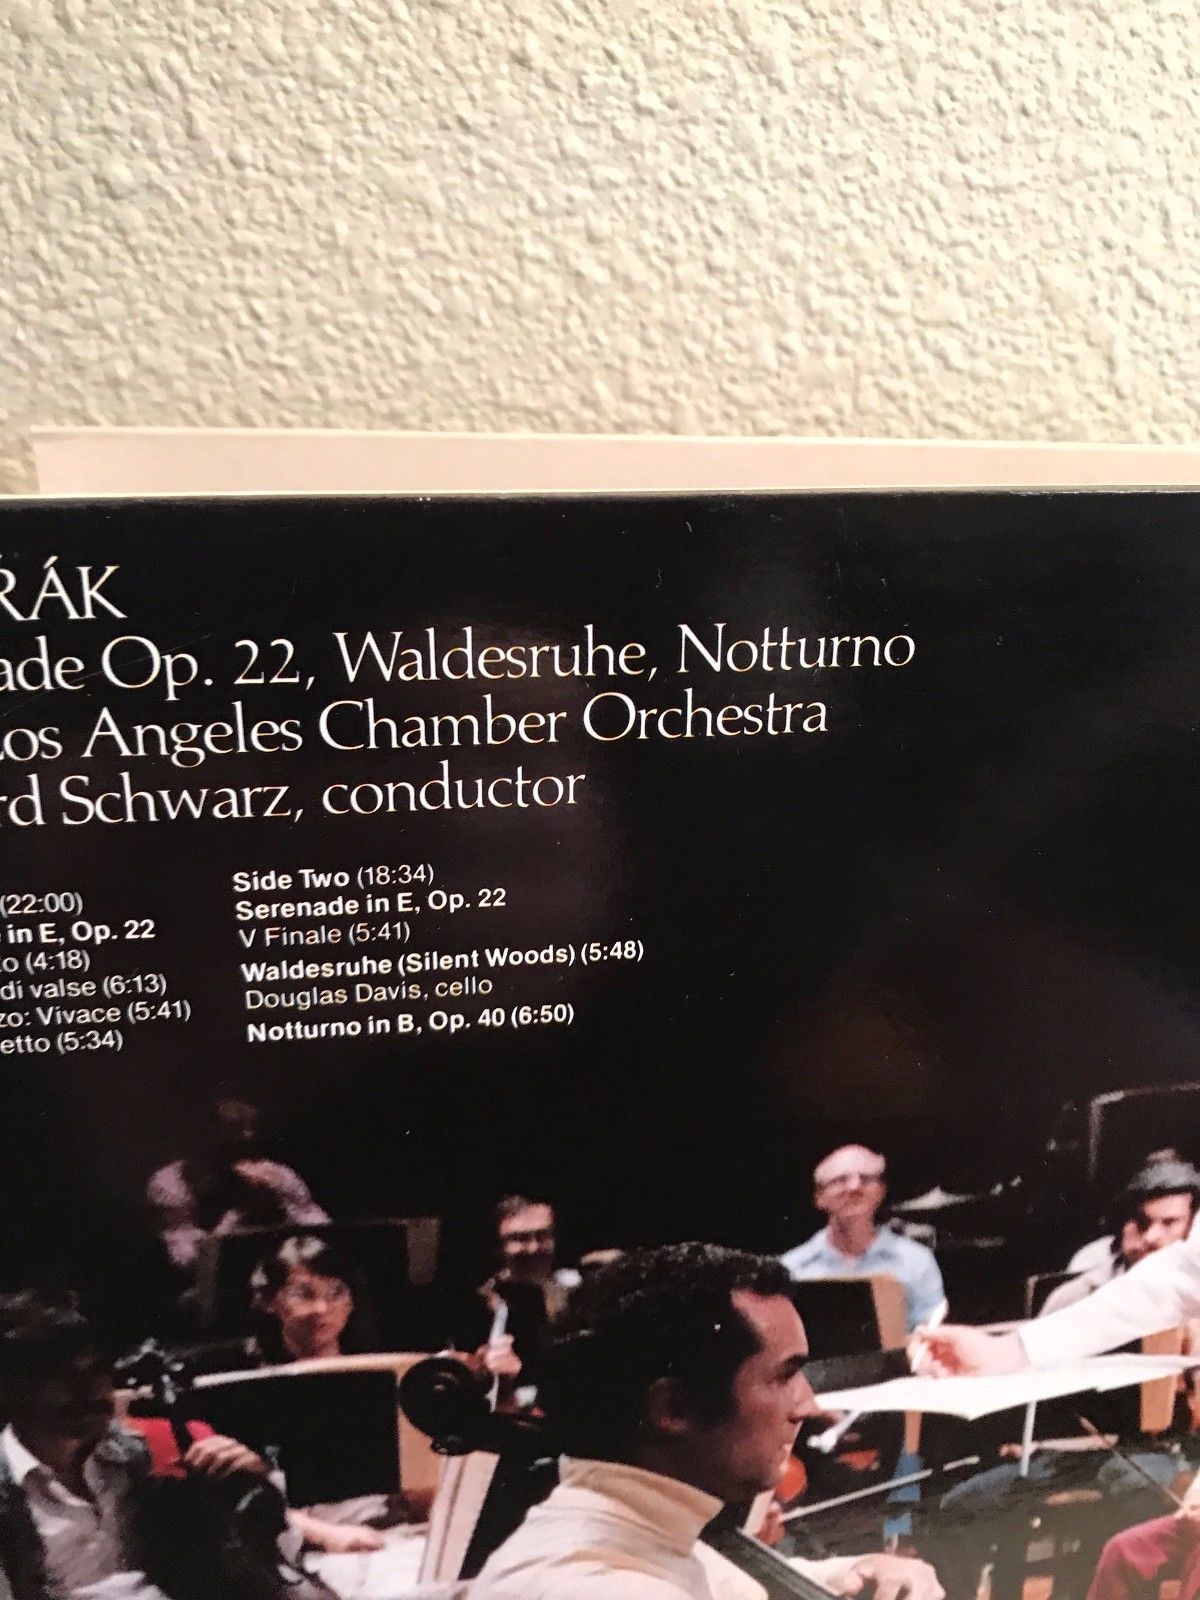 ŘÁK
ade Op. 22, Waldesruhe, Notturno
Los Angeles Chamber Orchestra
rd Schwarz, conductor
(22:00)
in E, Op. 22
to (4:18)
di valse (6:13)
zo: Vivace (5:41)
etto (5:34)
Side Two (18:34)
Serenade in E, Op. 22
V Finale (5:41)
Waldesruhe (Silent Woods) (5:48)
Douglas Davis, cello
Notturno in B, Op. 40 (6:50)